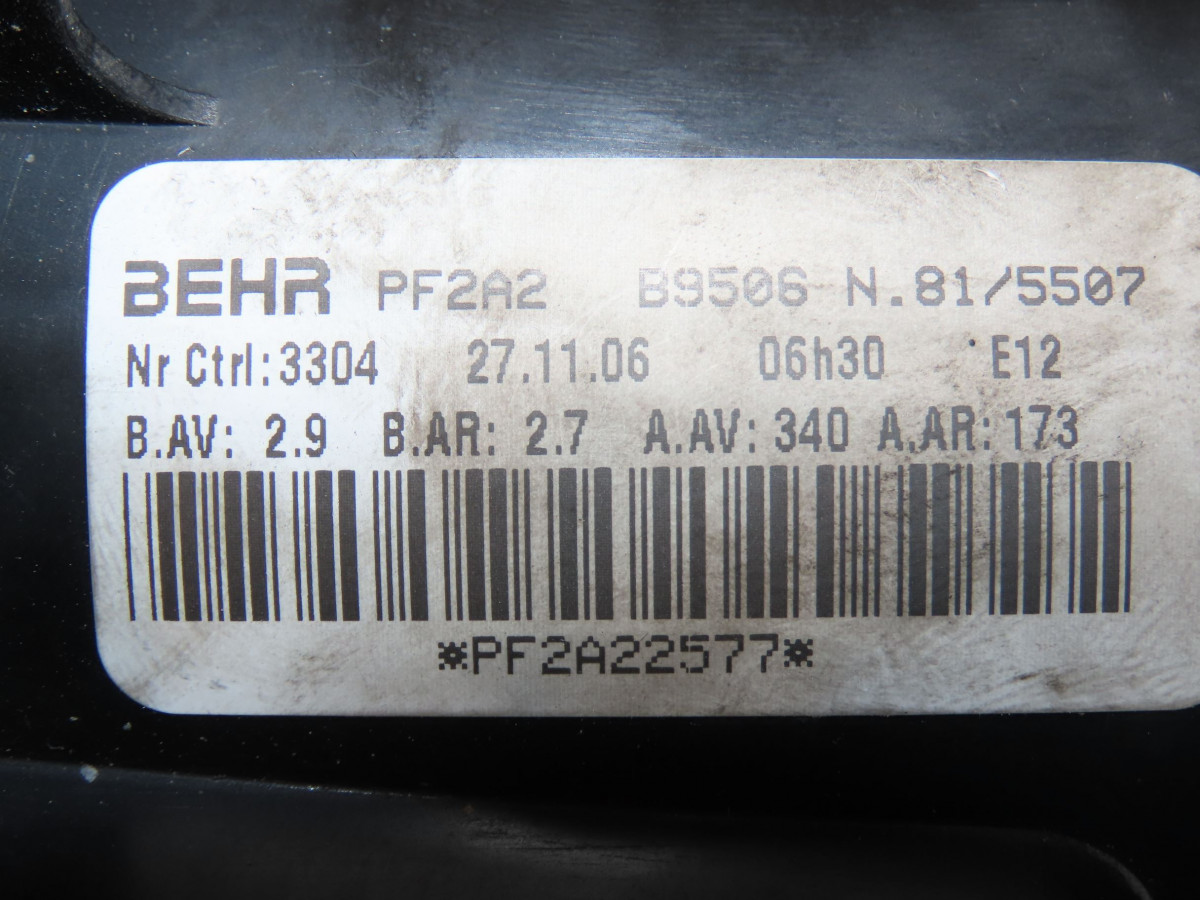 BEHR PF2A2 B9506 N.81/5507
Nr Ctrl:3304 27.11.06 06h30 E12
B.AV: 2.9 B.AR: 2.7 A.AV: 340 A.AR: 173
*PF2A22577*